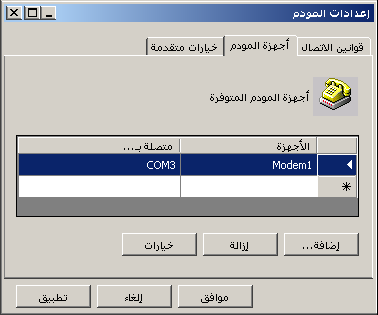 إعدادات المودم
قوانين الاتصال أجهزة المودم خيارات متقدمة
أجهزة المودم المتوفرة
الأجهزة متصلة بـ...
Modem1 COM3
إضافة... إزالة خيارات
موافق إلغاء تطبيق